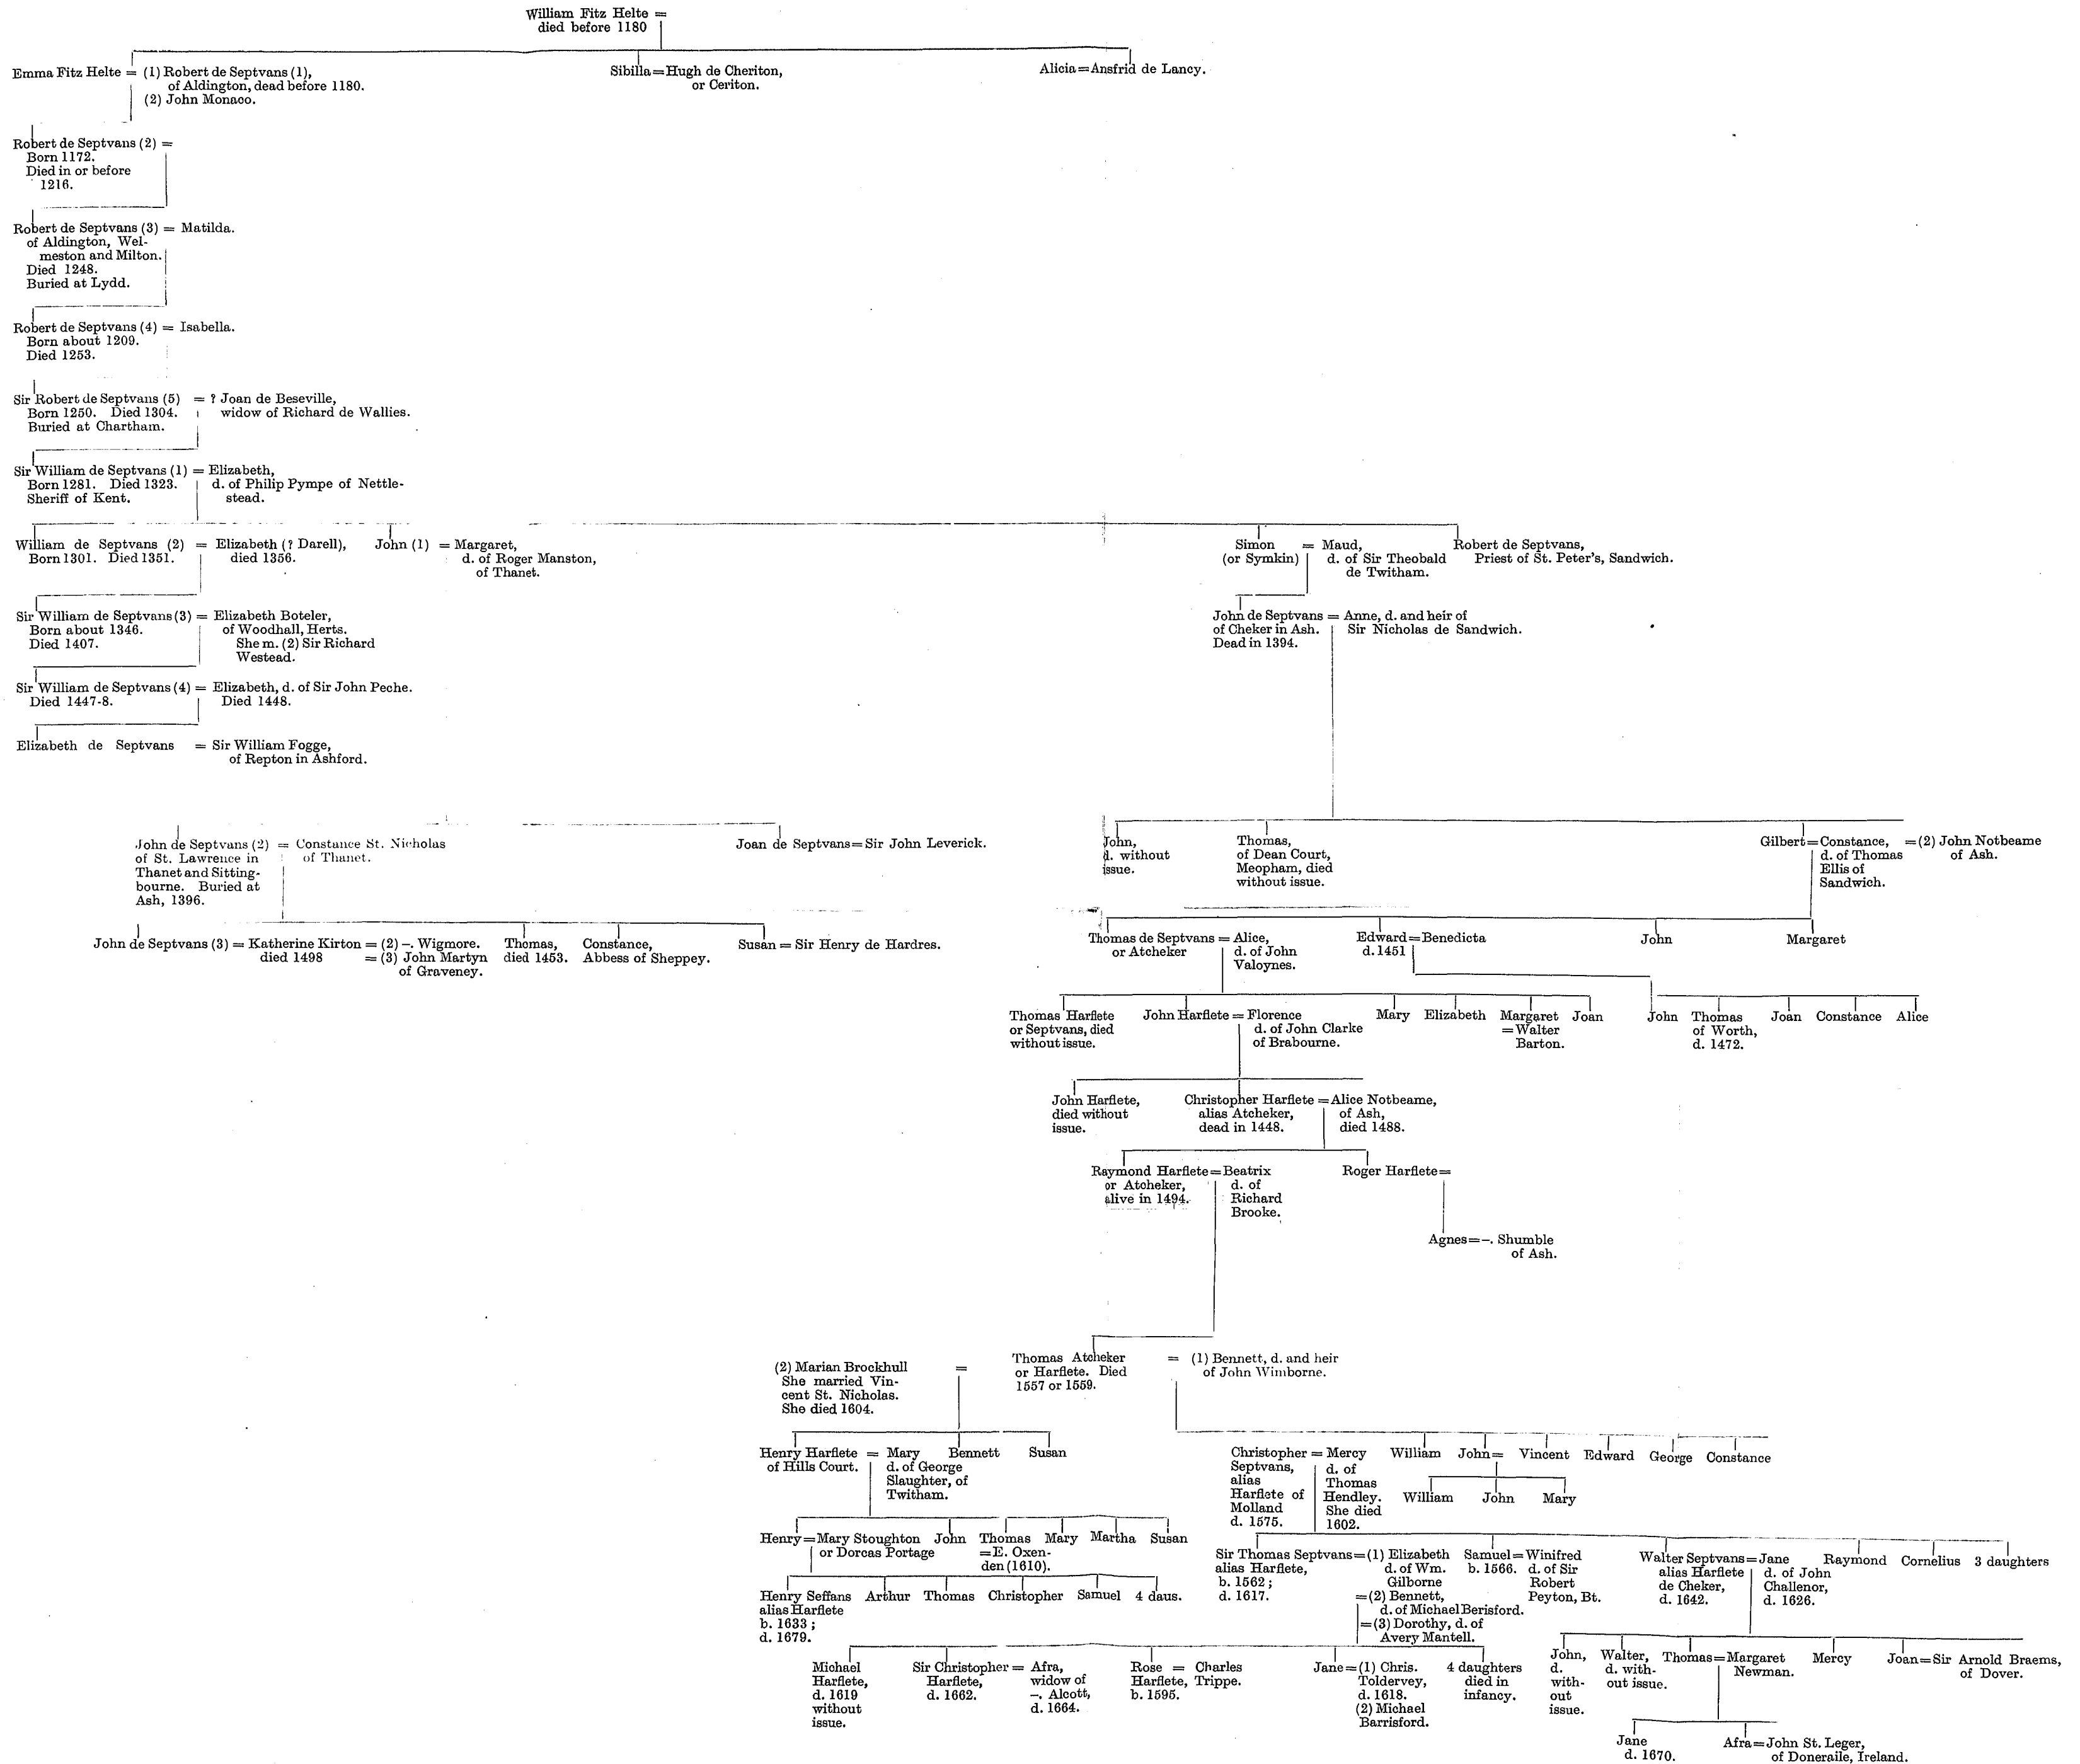 William Fitz Helte =
died before 1180
Emma Fitz Helte = (1) Robert de Septvans (1),
of Aldington, dead before 1180.
(2) John Monaco.
Sibilla=Hugh de Cheriton,
or Ceriton.
Alicia=Ansfrid de Lancy.
Robert de Septvans (2) =
Born 1172.
Died in or before
1216.
Robert de Septvans (3) = Matilda.
of Aldington, Wel-
meston and Milton.
Died 1248.
Buried at Lydd.
Robert de Septvans (4) = Isabella.
Born about 1209.
Died 1253.
Sir Robert de Septvans (5) = ? Joan de Beseville,
Born 1250. Died 1304. widow of Richard de Wallies.
Buried at Chartham.
Sir William de Septvans (1) = Elizabeth,
Born 1281. Died 1323. d. of Philip Pympe of Nettle-
Sheriff of Kent. stead.
William de Septvans (2) = Elizabeth (? Darell),
Born 1301. Died 1351. died 1356.
John (1) = Margaret,
d. of Roger Manston,
of Thanet.
Simon = Maud,
(or Symkin) d. of Sir Theobald
de Twitham.
Robert de Septvans,
Priest of St. Peter's, Sandwich.
Sir William de Septvans (3) = Elizabeth Boteler,
Born about 1346. of Woodhall, Herts.
Died 1407. She m. (2) Sir Richard
Westead.
John de Septvans = Anne, d. and heir of
of Cheker in Ash. Sir Nicholas de Sandwich.
Dead in 1394.
Sir William de Septvans (4) = Elizabeth, d. of Sir John Peche.
Died 1447-8. Died 1448.
Elizabeth de Septvans = Sir William Fogge,
of Repton in Ashford.
John de Septvans (2) = Constance St. Nicholas
of St. Lawrence in of Thanet.
Thanet and Sitting-
bourne. Buried at
Ash, 1396.
Joan de Septvans=Sir John Leverick.
John,
d. without
issue.
Thomas,
of Dean Court,
Meopham, died
without issue.
Gilbert=Constance, =(2) John Notbeame
d. of Thomas of Ash.
Ellis of
Sandwich.
John de Septvans (3) = Katherine Kirton = (2) –. Wigmore.
died 1498 = (3) John Martyn
of Graveney.
Thomas,
died 1453.
Constance,
Abbess of Sheppey.
Susan = Sir Henry de Hardres.
Thomas de Septvans = Alice,
or Atcheker d. of John
Valoynes.
Edward=Benedicta
d. 1451
John
Margaret
Thomas Harflete
or Septvans, died
without issue.
John Harflete = Florence
d. of John Clarke
of Brabourne.
Mary
Elizabeth
Margaret
=Walter
Barton.
Joan
John
Thomas
of Worth,
d. 1472.
Joan
Constance
Alice
John Harflete,
died without
issue.
Christopher Harflete =Alice Notbeame,
alias Atcheker, of Ash,
dead in 1448. died 1488.
Raymond Harflete=Beatrix
or Atcheker, d. of
alive in 1494. Richard
Brooke.
Roger Harflete=
Agnes=–. Shumble
of Ash.
(2) Marian Brockhull =
She married Vin-
cent St. Nicholas.
She died 1604.
Thomas Atcheker = (1) Bennett, d. and heir
or Harflete. Died of John Wimborne.
1557 or 1559.
Henry Harflete = Mary
of Hills Court. d. of George
Slaughter, of
Twitham.
Bennett
Susan
Christopher = Mercy
Septvans, d. of
alias Thomas
Harflete of Hendley.
Molland She died
d. 1575. 1602.
William
John=
Vincent
Edward
George
Constance
William
John
Mary
Henry=Mary Stoughton
or Dorcas Portage
John
Thomas
=E. Oxen-
den (1610).
Mary
Martha
Susan
Sir Thomas Septvans=(1) Elizabeth
alias Harflete, d. of Wm.
b. 1562; Gilborne
d. 1617. =(2) Bennett,
d. of Michael Berisford.
=(3) Dorothy, d. of
Avery Mantell.
Samuel=Winifred
b. 1566. d. of Sir
Robert
Peyton, Bt.
Walter Septvans=Jane
alias Harflete d. of John
de Cheker, Challenor,
d. 1642. d. 1626.
Raymond
Cornelius
3 daughters
Henry Seffans
alias Harflete
b. 1633;
d. 1679.
Arthur
Thomas
Christopher
Samuel
4 daus.
Michael
Harflete,
d. 1619
without
issue.
Sir Christopher = Afra,
Harflete, widow of
d. 1662. –. Alcott,
d. 1664.
Rose = Charles
Harflete, Trippe.
b. 1595.
Jane=(1) Chris.
Toldervey,
d. 1618.
(2) Michael
Barrisford.
4 daughters
died in
infancy.
John,
d.
with-
out
issue.
Walter,
d. with-
out issue.
Thomas=Margaret
Newman.
Mercy
Joan=Sir Arnold Braems,
of Dover.
Jane
d. 1670.
Afra=John St. Leger,
of Doneraile, Ireland.